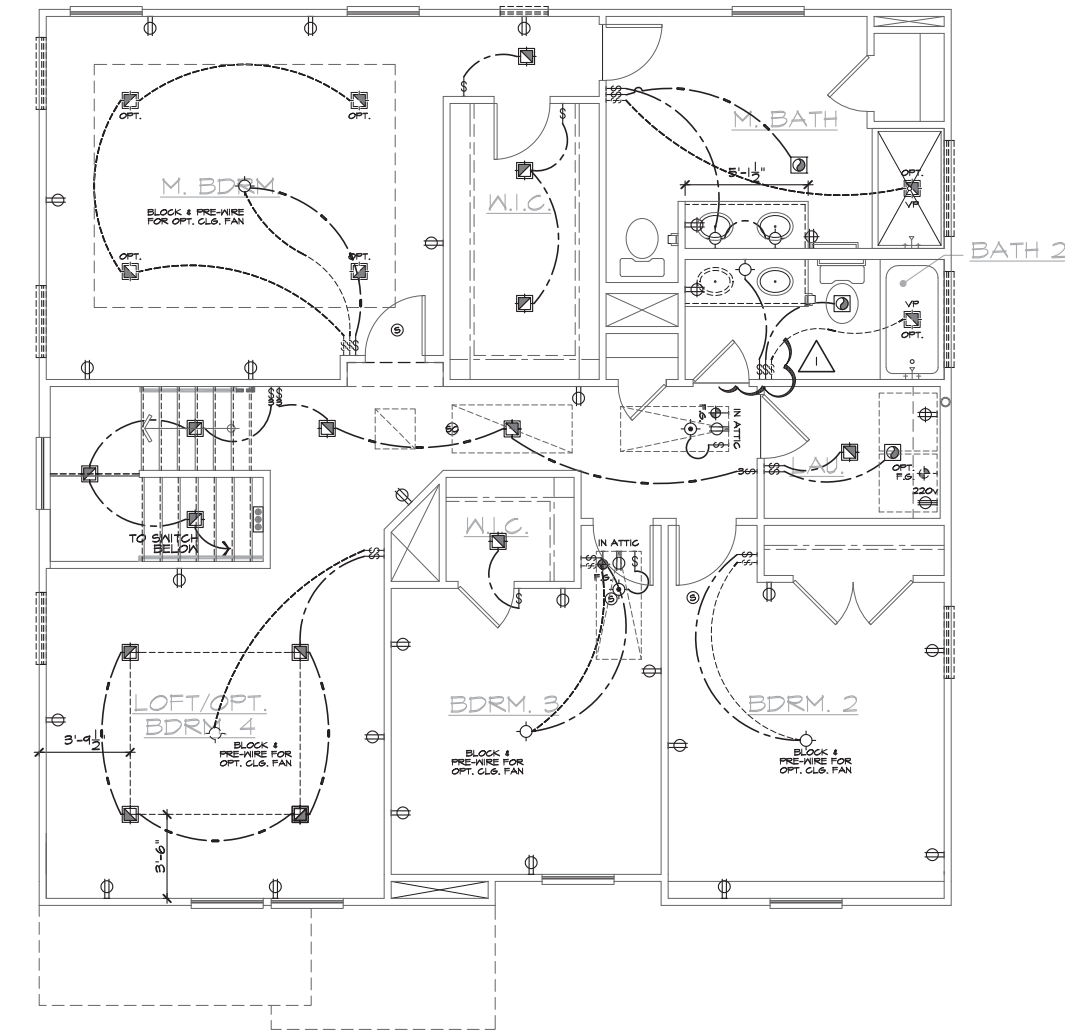 OPT.
OPT.
M. BATH
5'-1½"
OPT.
VP
M. BDRM
BLOCK & PRE-WIRE
FOR OPT. CLG. FAN
W.I.C.
BATH 2
OPT.
OPT.
VP
OPT.
S
1
F.G.
IN ATTIC
LAU.
OPT.
F.G.
220v
W.I.C.
TO SWITCH
BELOW
IN ATTIC
F.G.
S
S
LOFT/OPT.
BDRM. 4
BDRM. 3
BDRM. 2
3'-9½"
BLOCK &
PRE-WIRE FOR
OPT. CLG. FAN
BLOCK &
PRE-WIRE FOR
OPT. CLG. FAN
BLOCK &
PRE-WIRE FOR
OPT. CLG. FAN
3'-6"